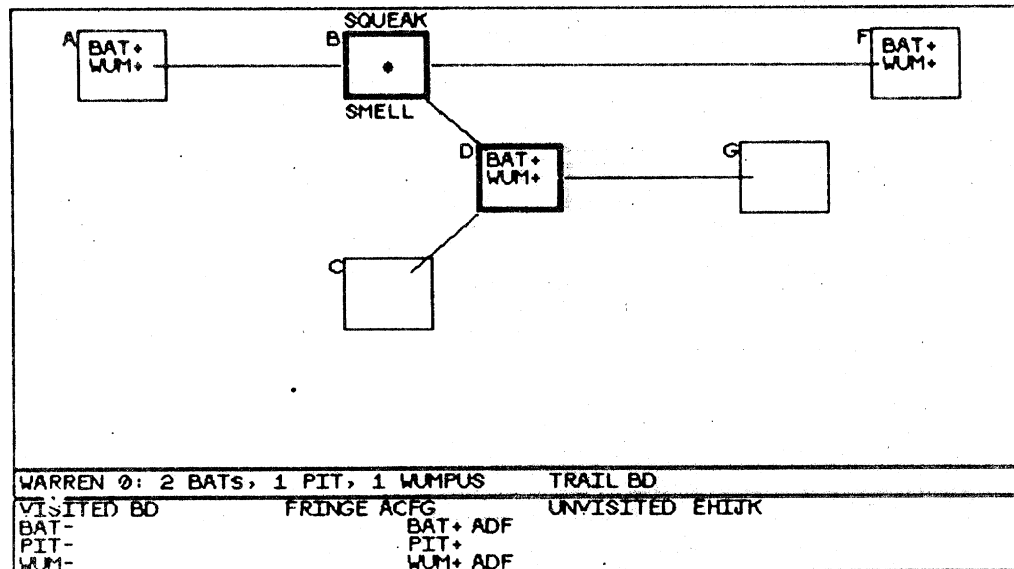 SQUEAK
A B F
BAT+ BAT+
WUM+ WUM+
SMELL
D G
BAT+
WUM+
C
WARREN 0: 2 BATs, 1 PIT, 1 WUMPUS TRAIL BD
VISITED BD FRINGE ACFG UNVISITED EHIJK
BAT- BAT+ ADF
PIT- PIT+
WUM- WUM+ ADF